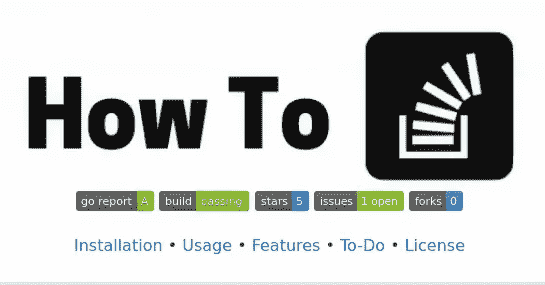 How To
go report A build passing stars 5 issues 1 open forks 0
Installation • Usage • Features • To-Do • License